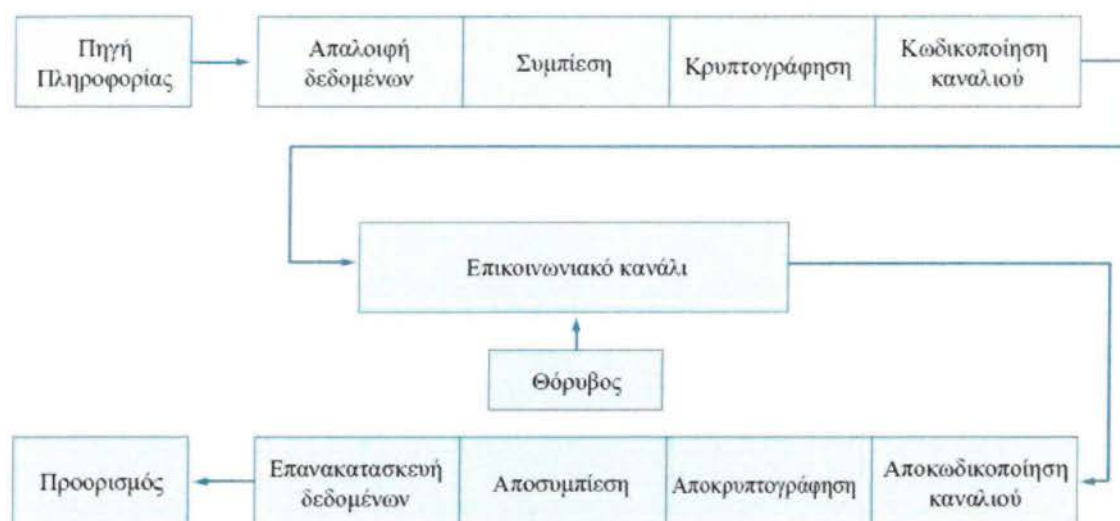 Πηγή
Πληροφορίας
Απαλοιφή
δεδομένων
Συμπίεση
Κρυπτογράφηση
Κωδικοποίηση
καναλιού
Επικοινωνιακό κανάλι
Θόρυβος
Προορισμός
Επανακατασκευή
δεδομένων
Αποσυμπίεση
Αποκρυπτογράφηση
Αποκωδικοποίηση
καναλιού